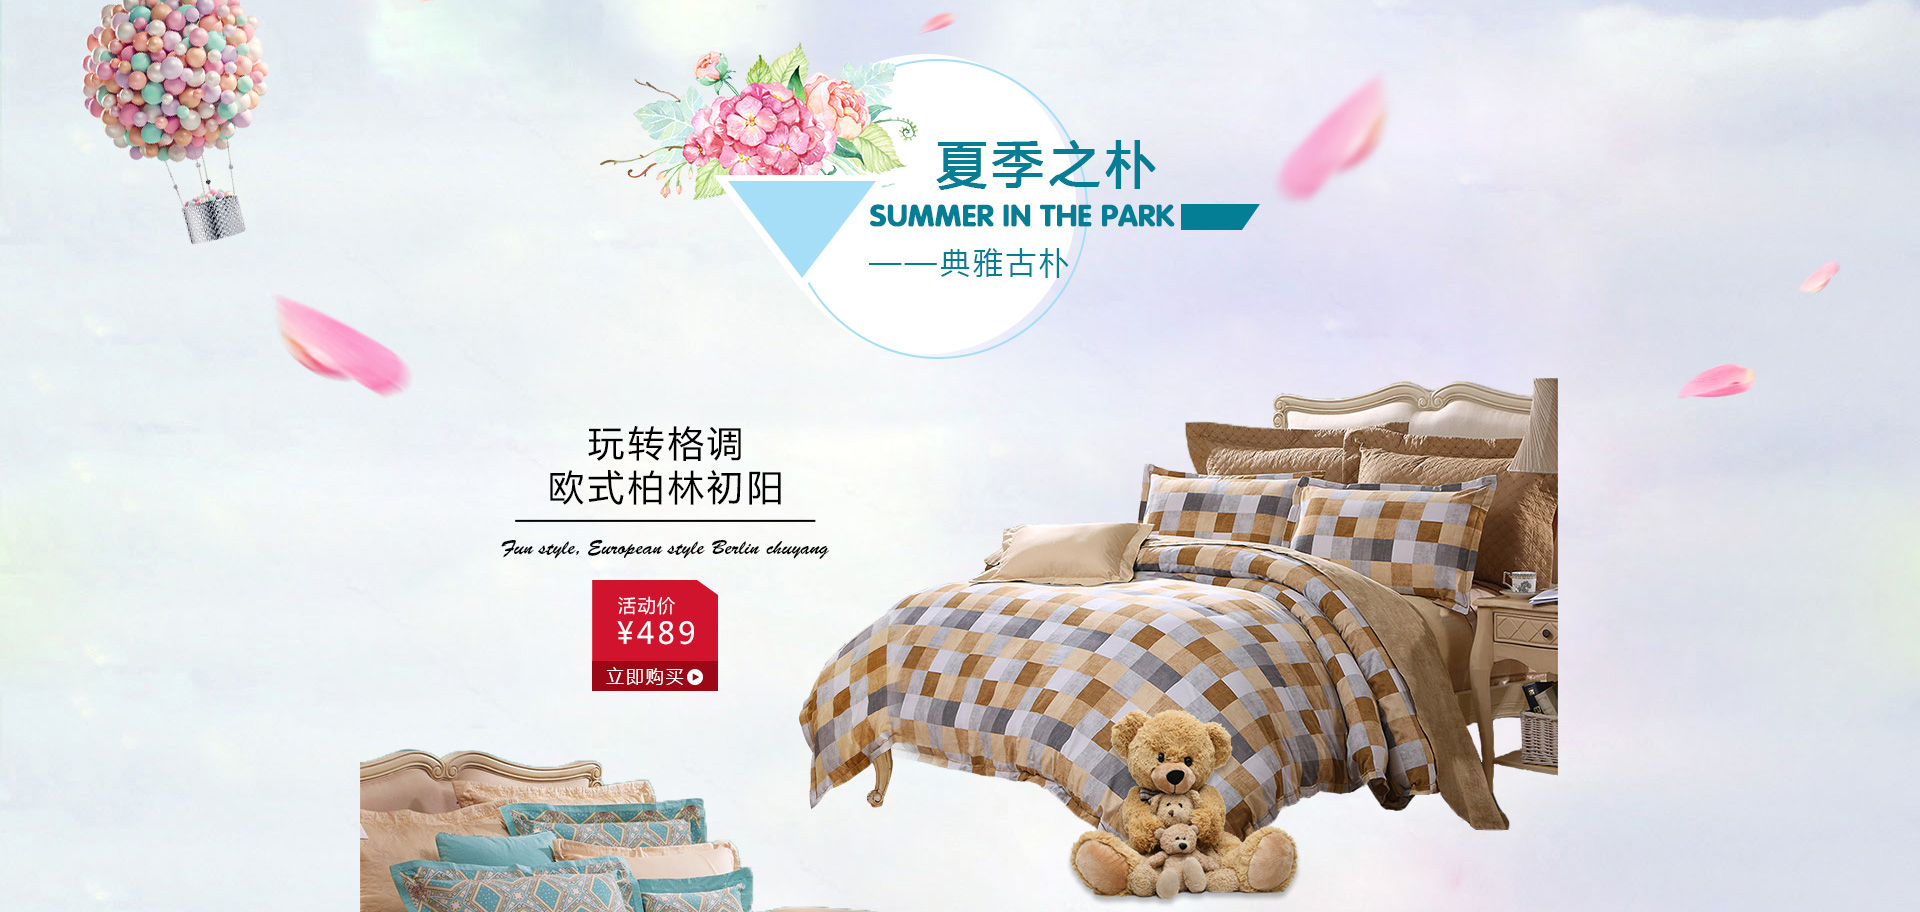 夏季之朴
SUMMER IN THE PARK
——典雅古朴
玩转格调
欧式柏林初阳
Fun style, European style Berlin chuyang
活动价
¥489
立即购买